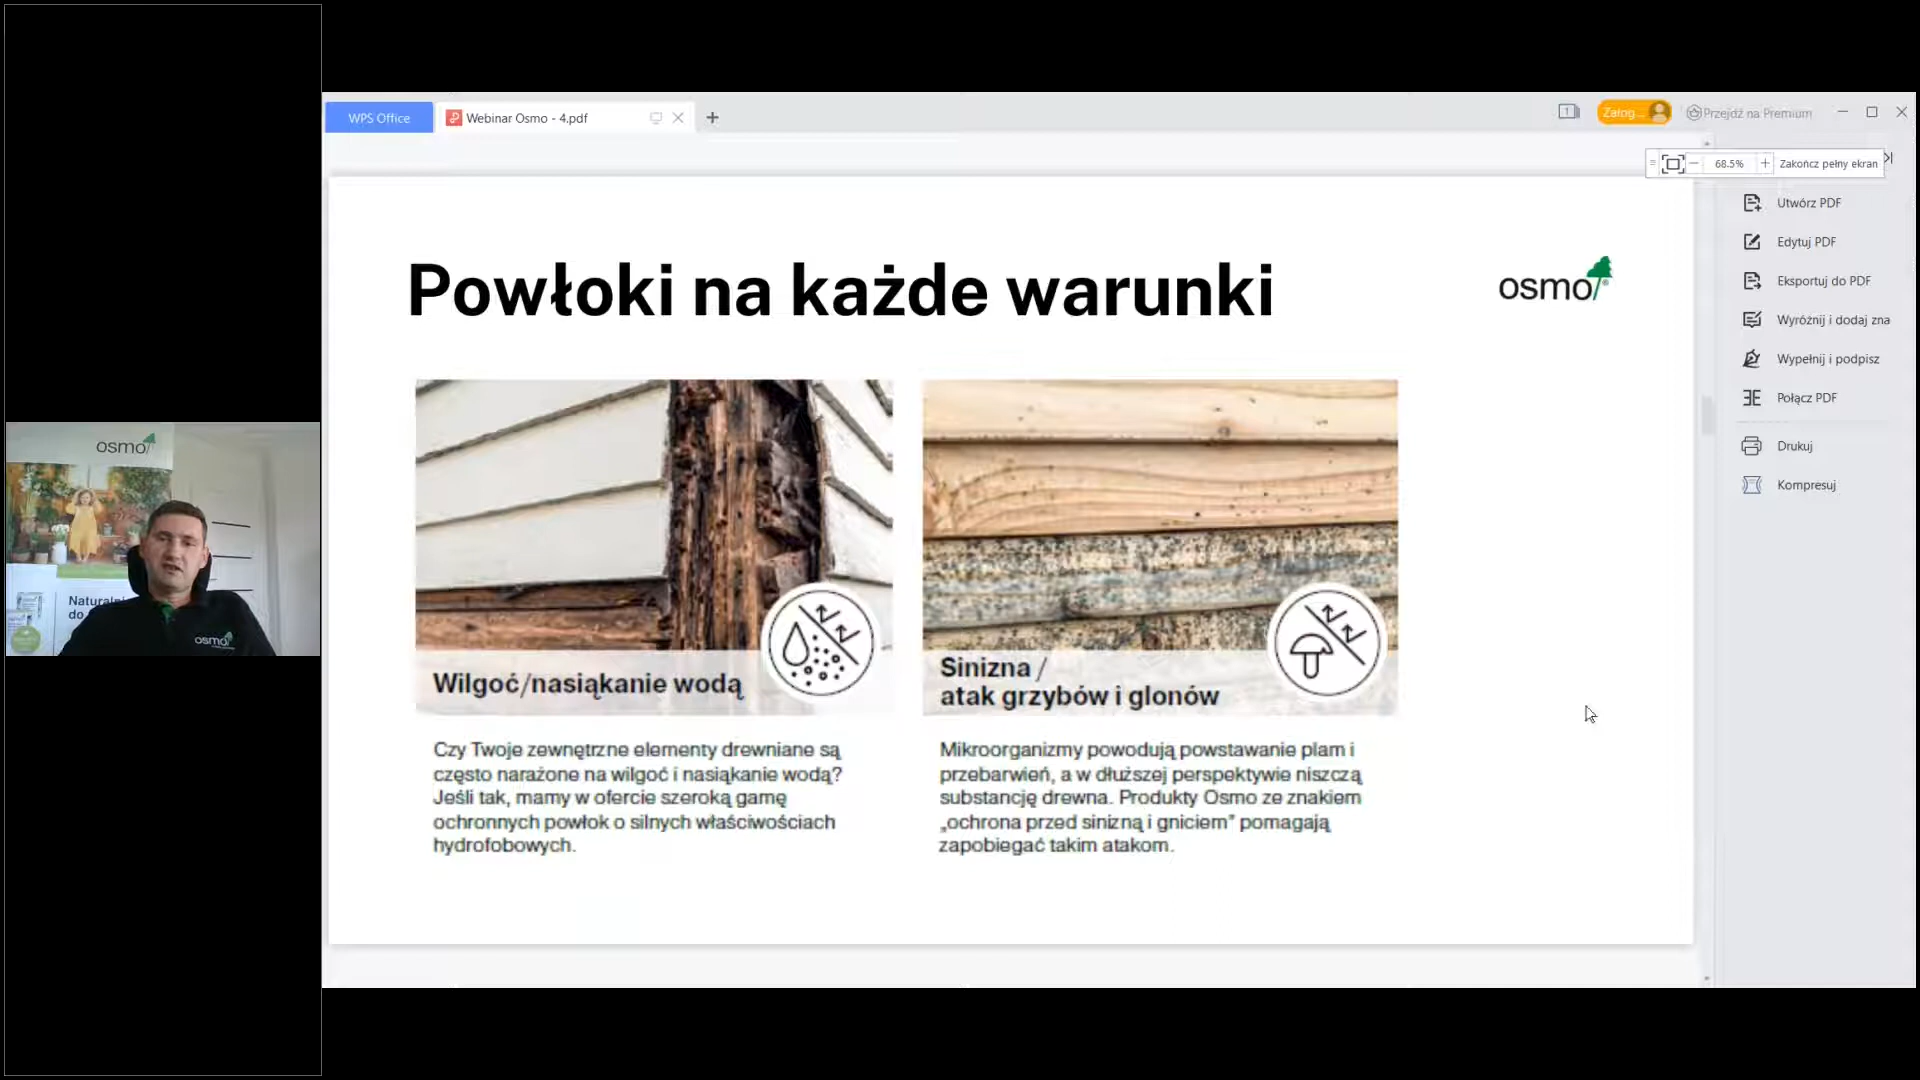 WPS Office
Webinar Osmo - 4.pdf
Załog...
Przejdź na Premium
68.5%
Zakończ pełny ekran
Utwórz PDF
Edytuj PDF
Eksportuj do PDF
Wyróżnij i dodaj zna
Wypełnij i podpisz
Połącz PDF
Drukuj
Kompresuj
Powłoki na każde warunki
osmo
Wilgoć/nasiąkanie wodą
Czy Twoje zewnętrzne elementy drewniane są
często narażone na wilgoć i nasiąkanie wodą?
Jeśli tak, mamy w ofercie szeroką gamę
ochronnych powłok o silnych właściwościach
hydrofobowych.
Sinizna /
atak grzybów i glonów
Mikroorganizmy powodują powstawanie plam i
przebarwień, a w dłuższej perspektywie niszczą
substancję drewna. Produkty Osmo ze znakiem
„ochrona przed sinizną i gniciem" pomagają
zapobiegać takim atakom.
osmo
do
osmo